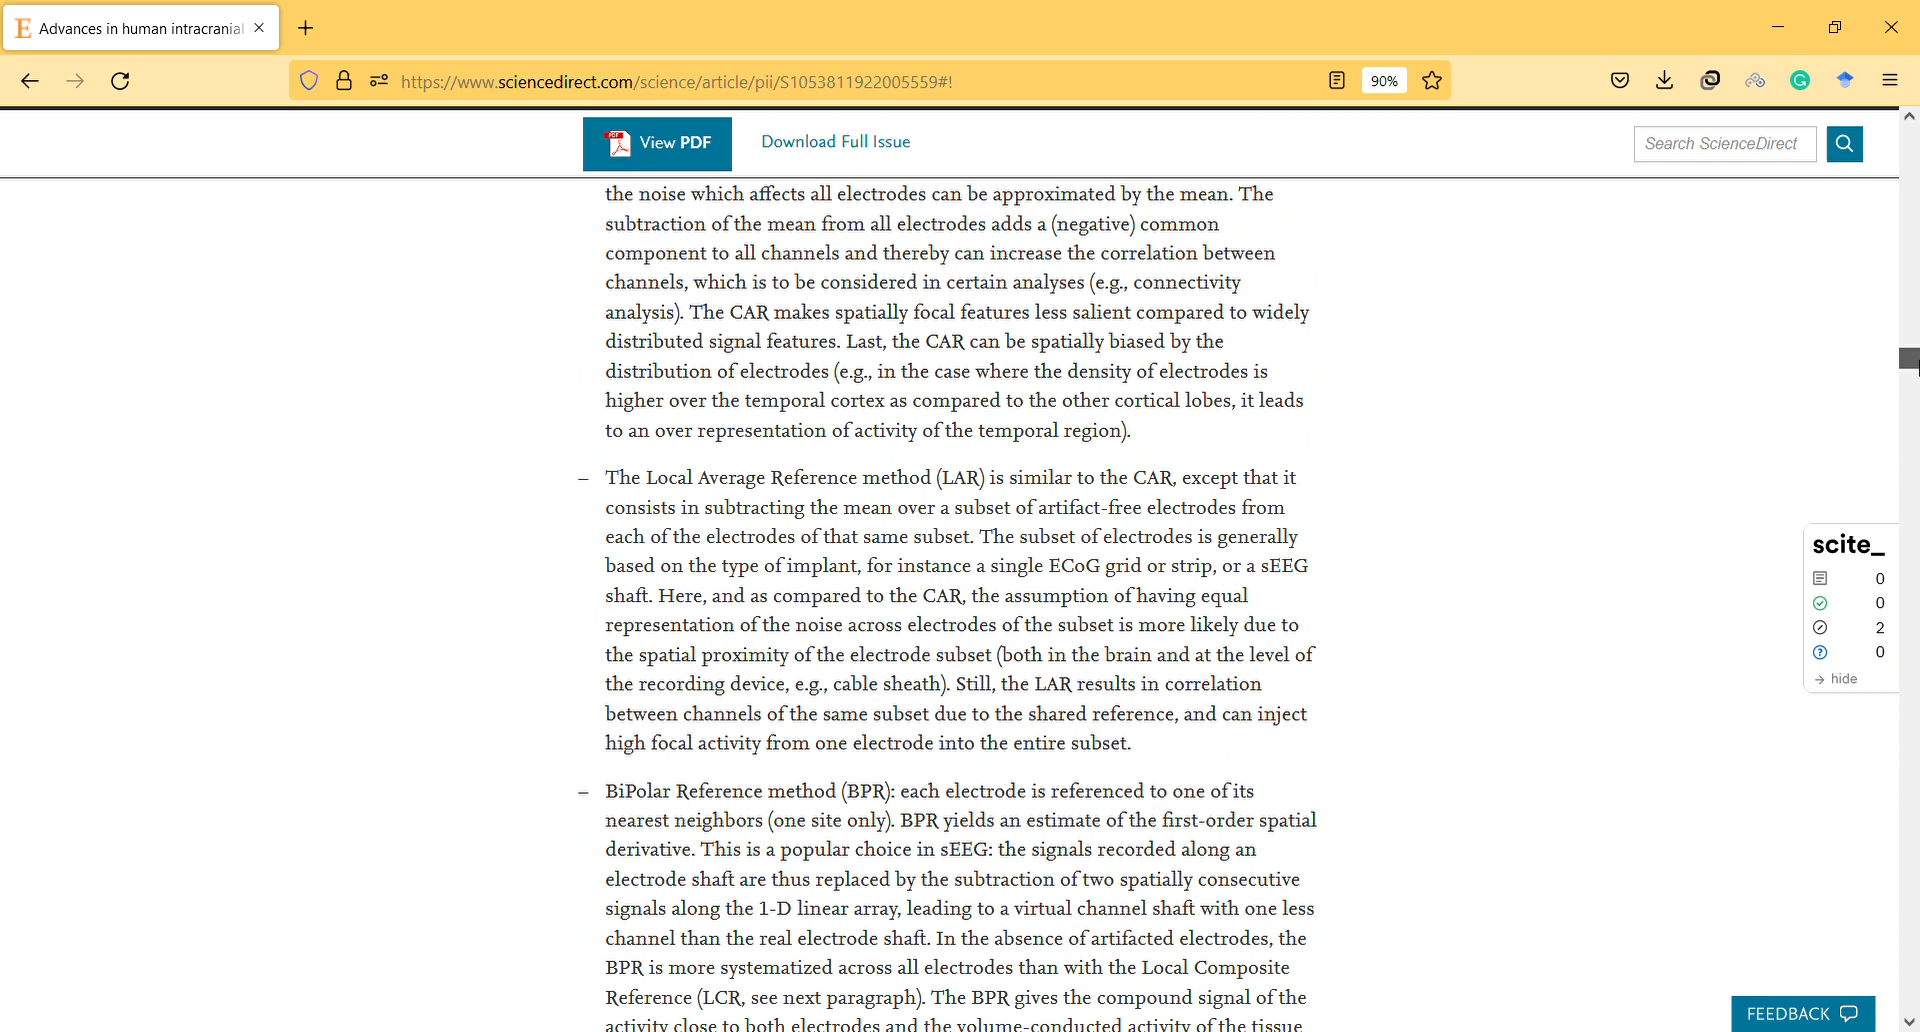 Advances in human intracranial
https://www.sciencedirect.com/science/article/pii/S1053811922005559#!
90%
View PDF
Download Full Issue
Search ScienceDirect
the noise which affects all electrodes can be approximated by the mean. The
subtraction of the mean from all electrodes adds a (negative) common
component to all channels and thereby can increase the correlation between
channels, which is to be considered in certain analyses (e.g., connectivity
analysis). The CAR makes spatially focal features less salient compared to widely
distributed signal features. Last, the CAR can be spatially biased by the
distribution of electrodes (e.g., in the case where the density of electrodes is
higher over the temporal cortex as compared to the other cortical lobes, it leads
to an over representation of activity of the temporal region).
– The Local Average Reference method (LAR) is similar to the CAR, except that it
consists in subtracting the mean over a subset of artifact-free electrodes from
each of the electrodes of that same subset. The subset of electrodes is generally
based on the type of implant, for instance a single ECoG grid or strip, or a sEEG
shaft. Here, and as compared to the CAR, the assumption of having equal
representation of the noise across electrodes of the subset is more likely due to
the spatial proximity of the electrode subset (both in the brain and at the level of
the recording device, e.g., cable sheath). Still, the LAR results in correlation
between channels of the same subset due to the shared reference, and can inject
high focal activity from one electrode into the entire subset.
– BiPolar Reference method (BPR): each electrode is referenced to one of its
nearest neighbors (one site only). BPR yields an estimate of the first-order spatial
derivative. This is a popular choice in sEEG: the signals recorded along an
electrode shaft are thus replaced by the subtraction of two spatially consecutive
signals along the 1-D linear array, leading to a virtual channel shaft with one less
channel than the real electrode shaft. In the absence of artifacted electrodes, the
BPR is more systematized across all electrodes than with the Local Composite
Reference (LCR, see next paragraph). The BPR gives the compound signal of the
activity close to both electrodes and the volume-conducted activity of the tissue
scite_
0
0
2
0
hide
FEEDBACK